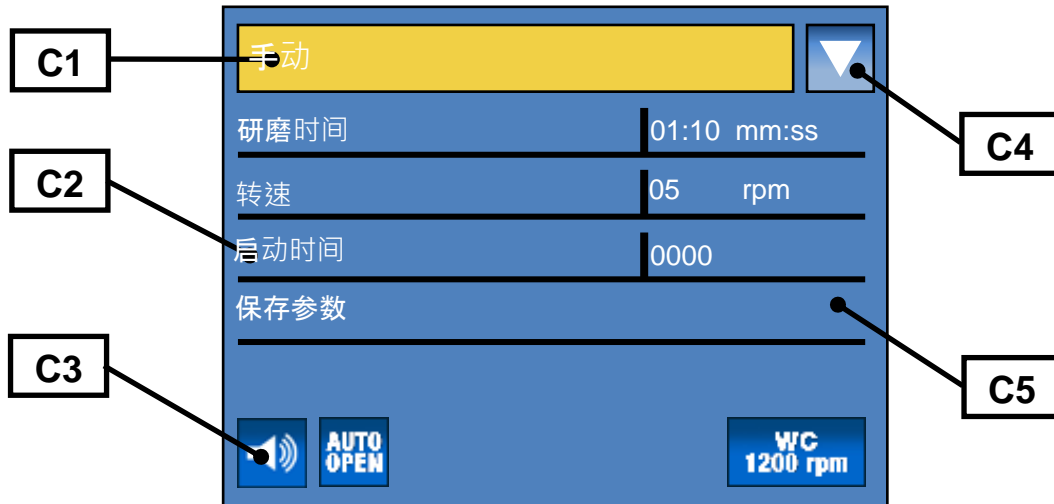 C1
手动
研磨时间 01:10 mm:ss
C4
C2
转速 05 rpm
启动时间 0000
保存参数
C3
C5
AUTO
OPEN
WC
1200 rpm